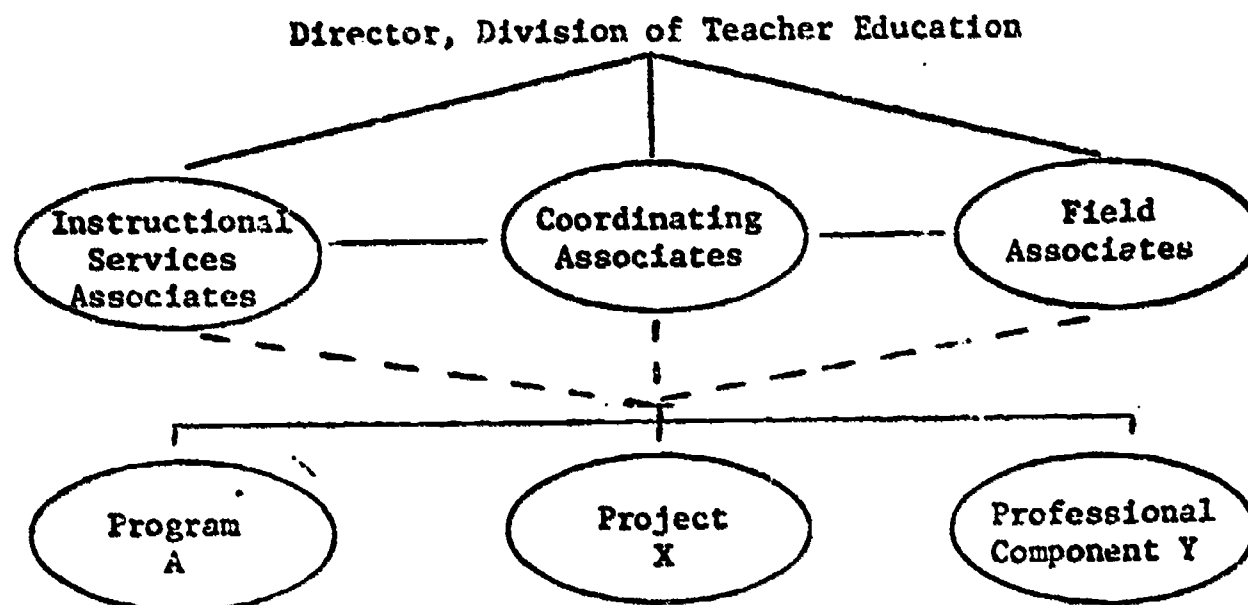 Director, Division of Teacher Education
Instructional
Services
Associates
Coordinating
Associates
Field
Associates
Program
A
Project
X
Professional
Component Y